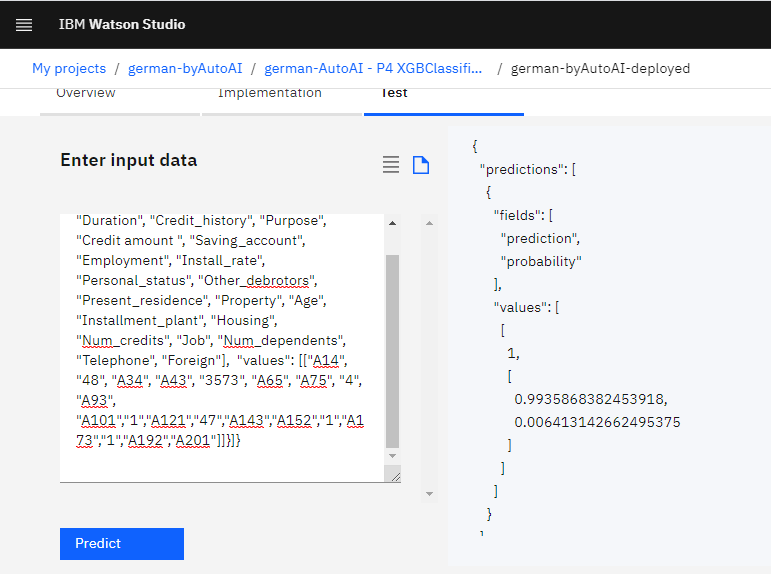 IBM Watson Studio
My projects / german-byAutoAI / german-AutoAI - P4 XGBClassifi... / german-byAutoAI-deployed
Overview Implementation Test
Enter input data
"Duration", "Credit_history", "Purpose",
"Credit amount ", "Saving_account",
"Employment", "Install_rate",
"Personal_status", "Other_debrotors",
"Present_residence", "Property", "Age",
"Installment_plant", "Housing",
"Num_credits", "Job", "Num_dependents",
"Telephone", "Foreign"], "values": [["A14",
"48", "A34", "A43", "3573", "A65", "A75", "4",
"A93",
"A101","1","A121","47","A143","A152","1","A1
73","1","A192","A201"]]}]}
Predict
{
"predictions": [
{
"fields": [
"prediction",
"probability"
],
"values": [
[
1,
[
0.9935868382453918,
0.006413142662495375
]
]
]
}
]